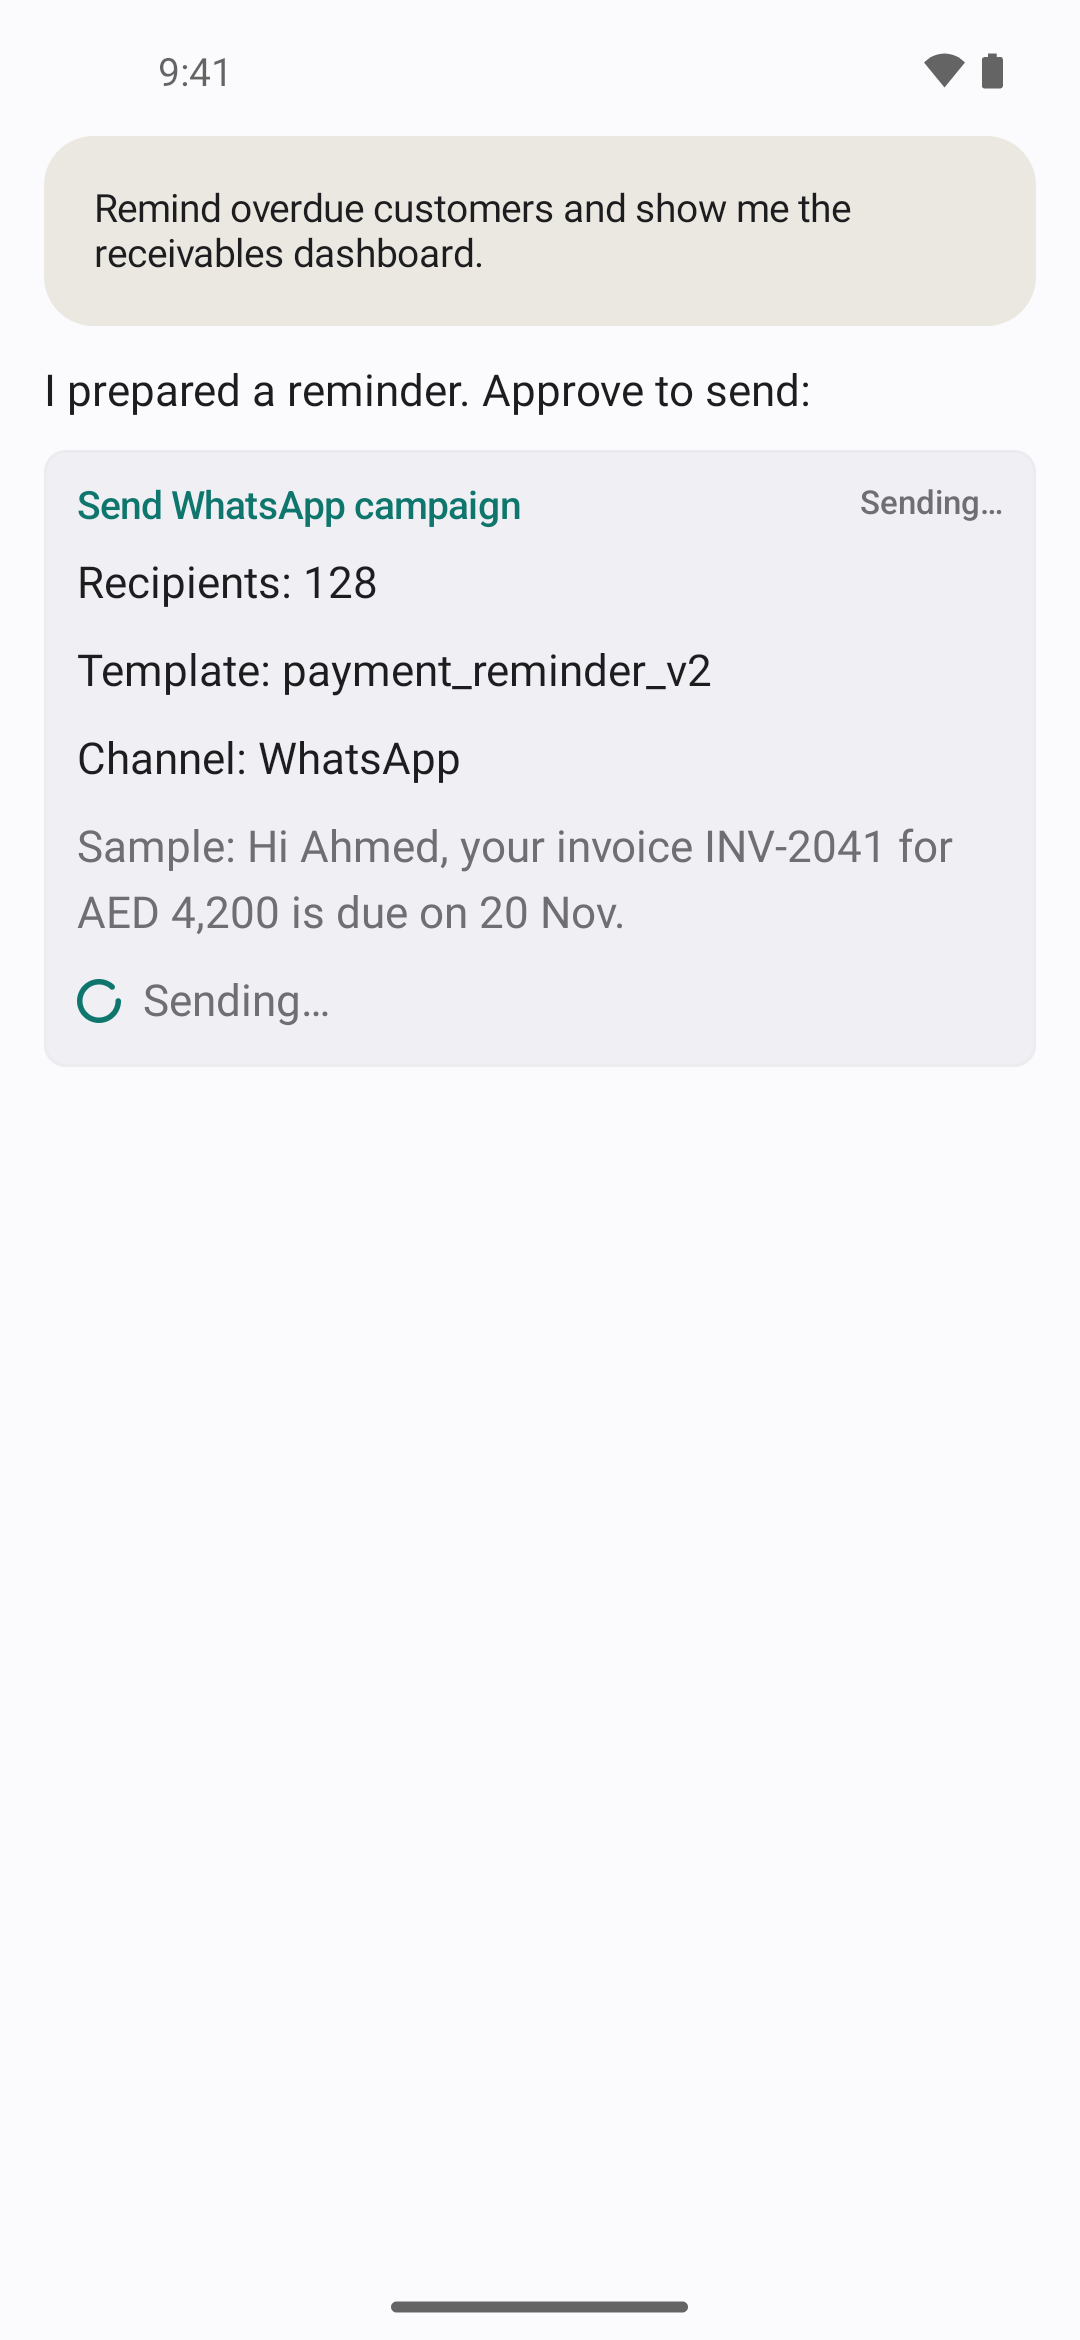 9:41
Remind overdue customers and show me the
receivables dashboard.
I prepared a reminder. Approve to send:
Send WhatsApp campaign
Sending…
Recipients: 128
Template: payment_reminder_v2
Channel: WhatsApp
Sample: Hi Ahmed, your invoice INV-2041 for
AED 4,200 is due on 20 Nov.
Sending…